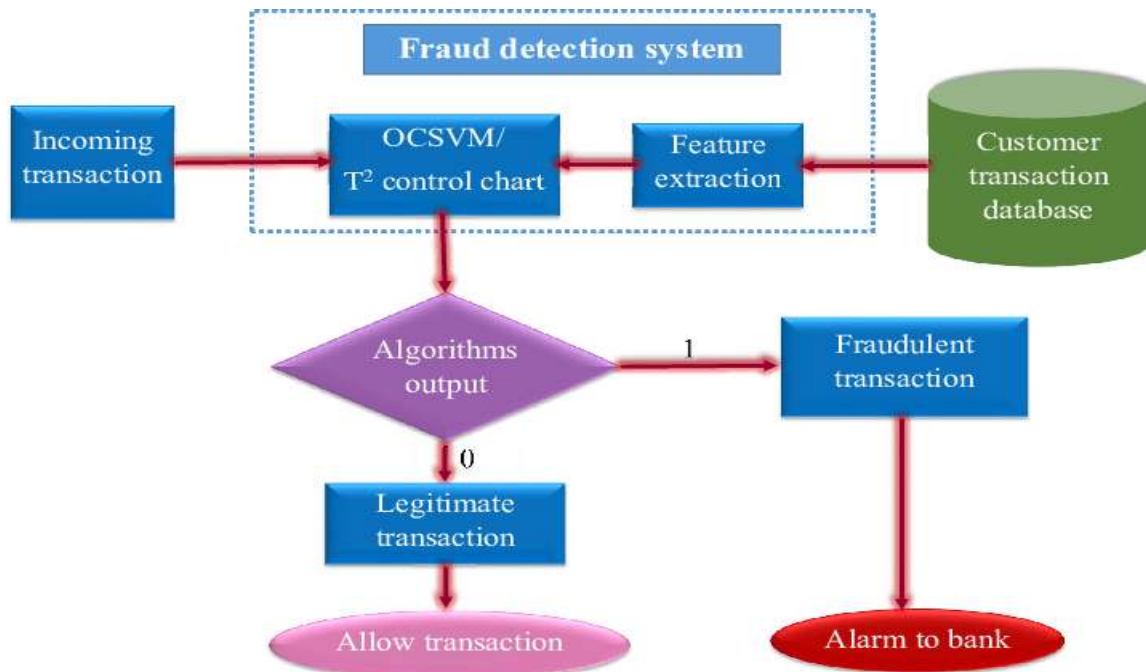 Fraud detection system
Incoming
transaction
OCSVM/
T² control chart
Feature
extraction
Customer
transaction
database
Algorithms
output
1
Fraudulent
transaction
0
Legitimate
transaction
Allow transaction
Alarm to bank